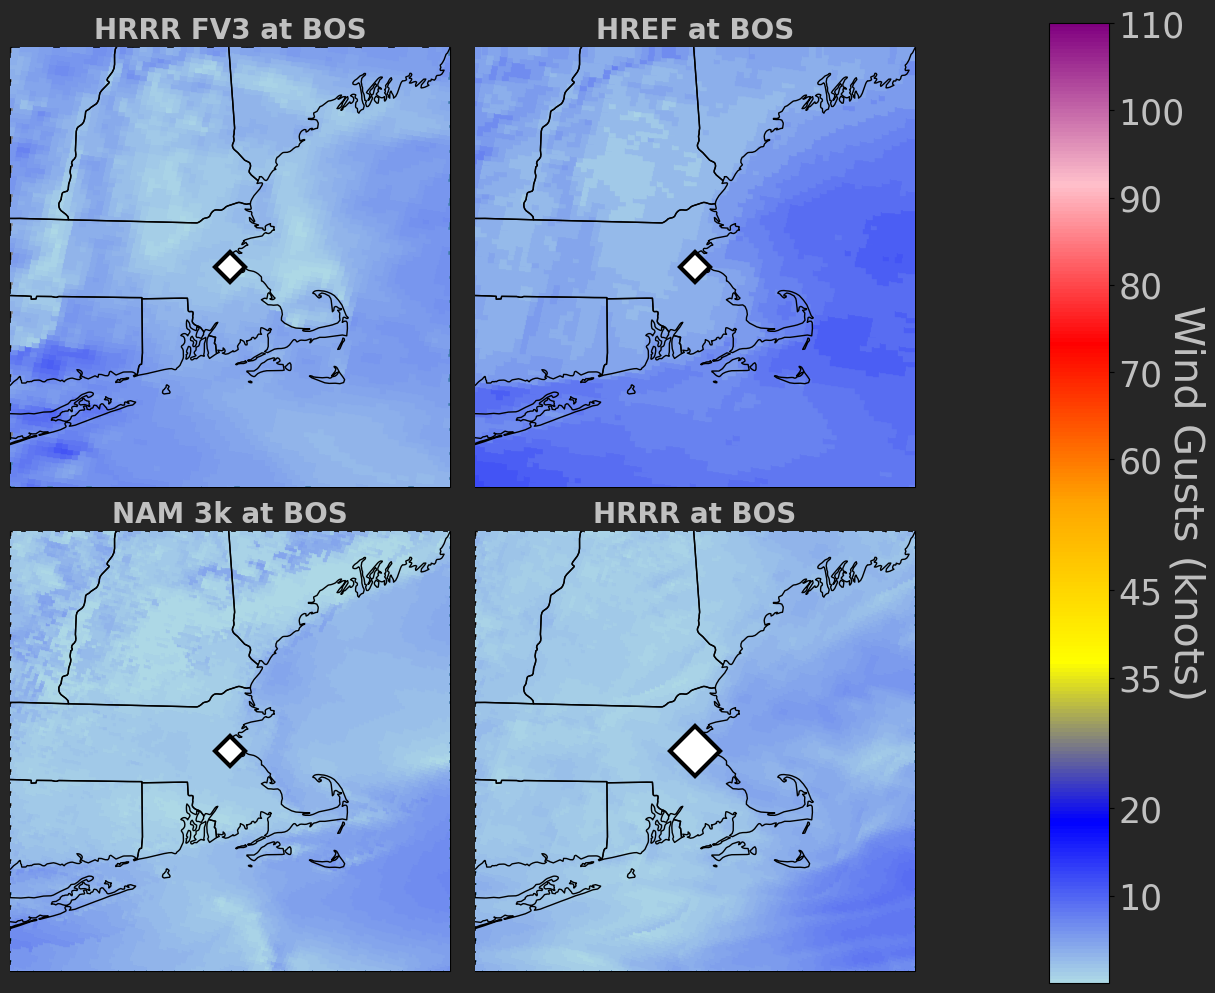 HRRR FV3 at BOS
HREF at BOS
NAM 3k at BOS
HRRR at BOS
110
100
90
80
70
60
45
35
20
10
Wind Gusts (knots)